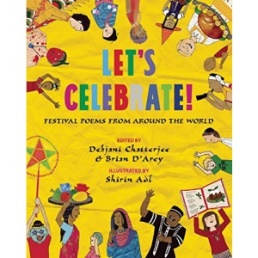 LET'S
CELEBRATE!
FESTIVAL POEMS FROM AROUND THE WORLD
EDITED BY
Debjani Chatterjee
& Brian D'Arcy
ILLUSTRATED BY
Shirin Adl